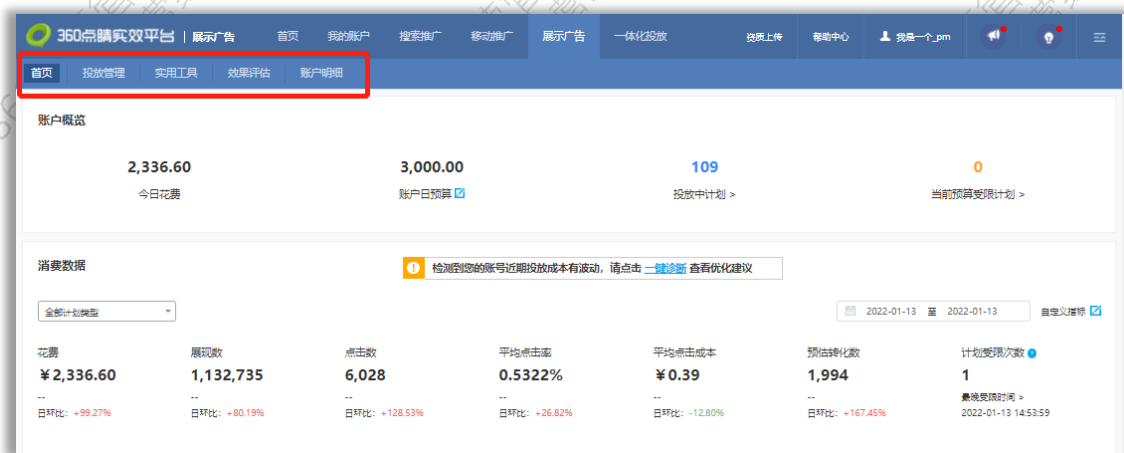 360点睛实效平台 | 展示广告 首页 我的账户 搜索推广 移动推广 展示广告 一体化投放 资质上传 帮助中心 我是一个_pm
首页 投放管理 实用工具 效果评估 账户明细
账户概览
2,336.60 3,000.00 109 0
今日花费 账户日预算 投放中计划 > 当前预算受限计划 >
消费数据 检测到您的账号近期投放成本有波动，请点击 一键诊断 查看优化建议
全部计划类型 2022-01-13 至 2022-01-13 自定义指标
花费 展现数 点击数 平均点击率 平均点击成本 预估转化数 计划受限次数
¥2,336.60 1,132,735 6,028 0.5322% ¥0.39 1,994 1
-- -- -- -- -- -- 最晚受限时间 >
日环比：+99.27% 日环比：+80.19% 日环比：+128.53% 日环比：+26.82% 日环比：-12.80% 日环比：+167.45% 2022-01-13 14:53:59